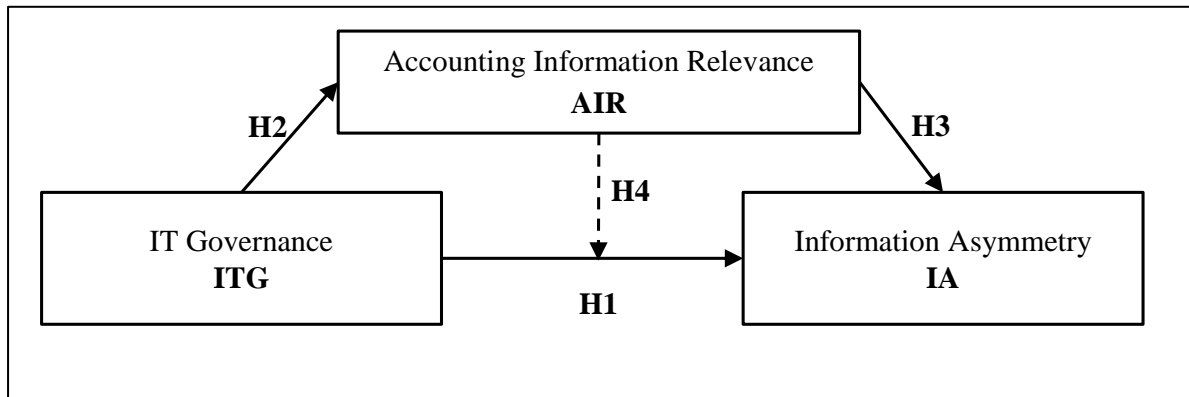 Accounting Information Relevance
AIR
H2
H3
H4
IT Governance
ITG
Information Asymmetry
IA
H1